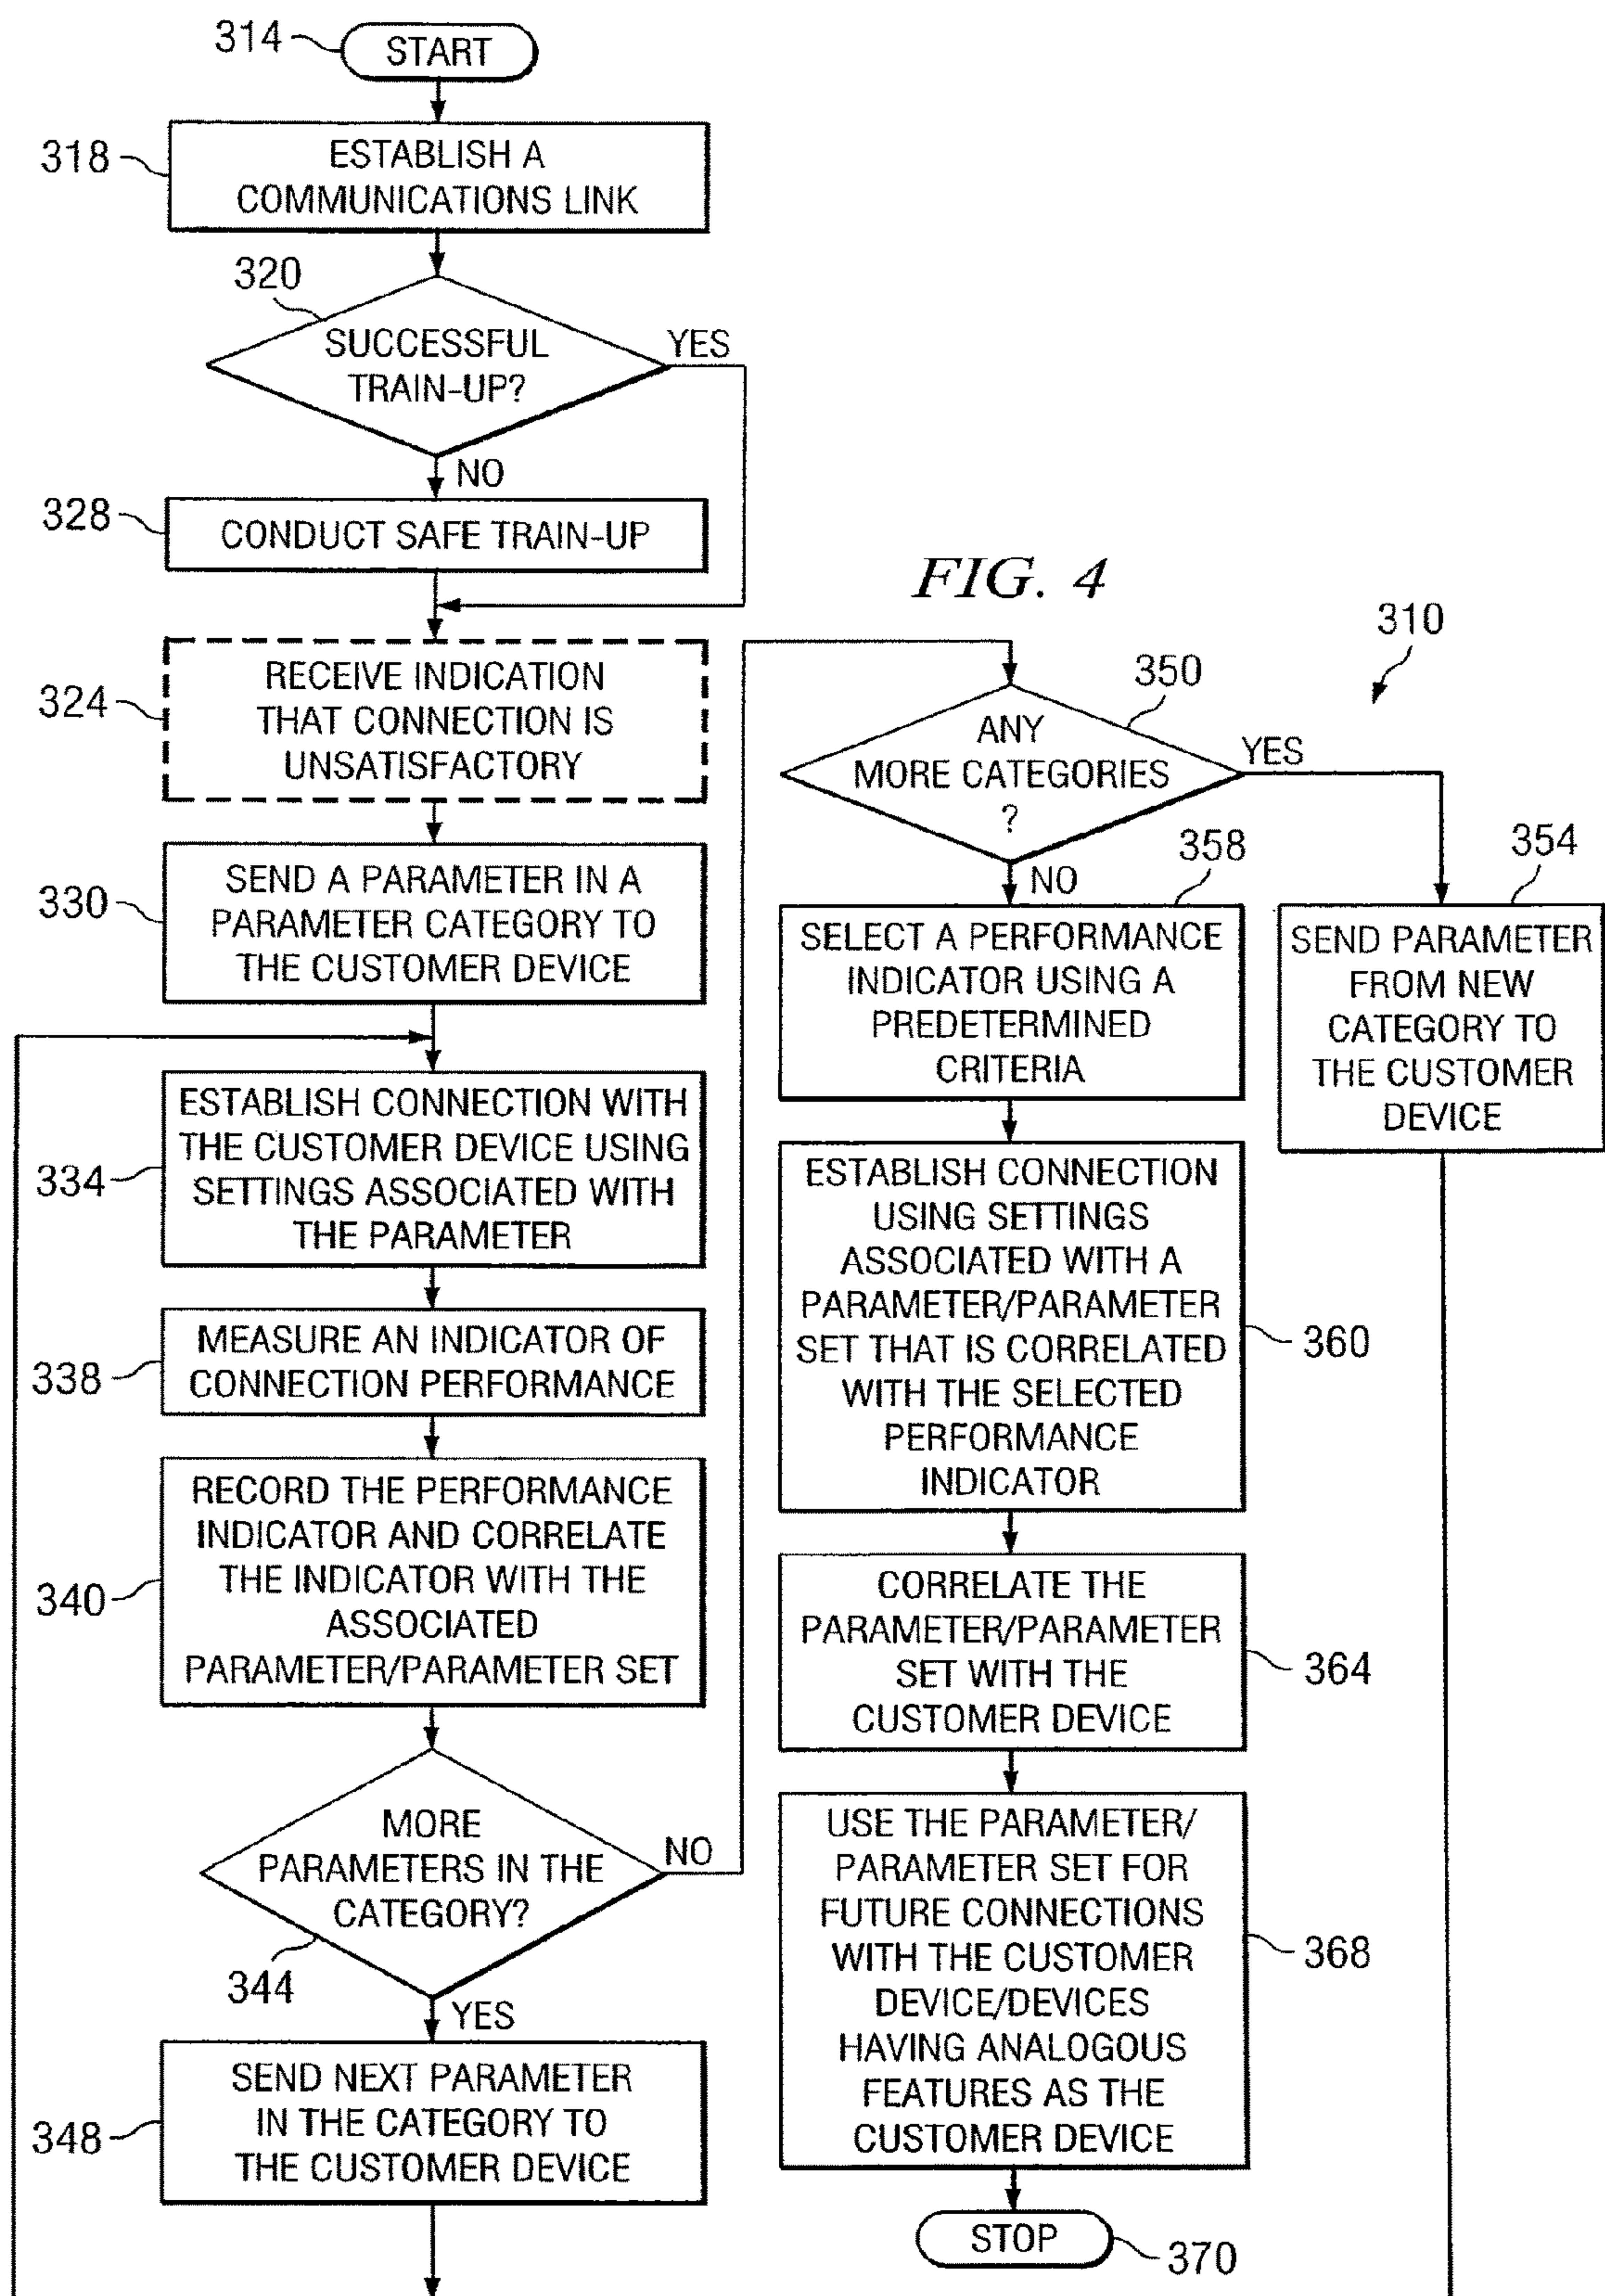 314
START
318
ESTABLISH A
COMMUNICATIONS LINK
320
SUCCESSFUL
TRAIN-UP?
YES
NO
328
CONDUCT SAFE TRAIN-UP
324
RECEIVE INDICATION
THAT CONNECTION IS
UNSATISFACTORY
330
SEND A PARAMETER IN A
PARAMETER CATEGORY TO
THE CUSTOMER DEVICE
334
ESTABLISH CONNECTION WITH
THE CUSTOMER DEVICE USING
SETTINGS ASSOCIATED WITH
THE PARAMETER
338
MEASURE AN INDICATOR OF
CONNECTION PERFORMANCE
340
RECORD THE PERFORMANCE
INDICATOR AND CORRELATE
THE INDICATOR WITH THE
ASSOCIATED
PARAMETER/PARAMETER SET
MORE
PARAMETERS IN THE
CATEGORY?
NO
344
YES
348
SEND NEXT PARAMETER
IN THE CATEGORY TO
THE CUSTOMER DEVICE
FIG. 4
310
350
ANY
MORE CATEGORIES
?
YES
NO
358
SELECT A PERFORMANCE
INDICATOR USING A
PREDETERMINED
CRITERIA
354
SEND PARAMETER
FROM NEW
CATEGORY TO
THE CUSTOMER
DEVICE
ESTABLISH CONNECTION
USING SETTINGS
ASSOCIATED WITH A
PARAMETER/PARAMETER
SET THAT IS CORRELATED
WITH THE SELECTED
PERFORMANCE
INDICATOR
360
CORRELATE THE
PARAMETER/PARAMETER
SET WITH THE
CUSTOMER DEVICE
364
USE THE PARAMETER/
PARAMETER SET FOR
FUTURE CONNECTIONS
WITH THE CUSTOMER
DEVICE/DEVICES
HAVING ANALOGOUS
FEATURES AS THE
CUSTOMER DEVICE
368
STOP
370